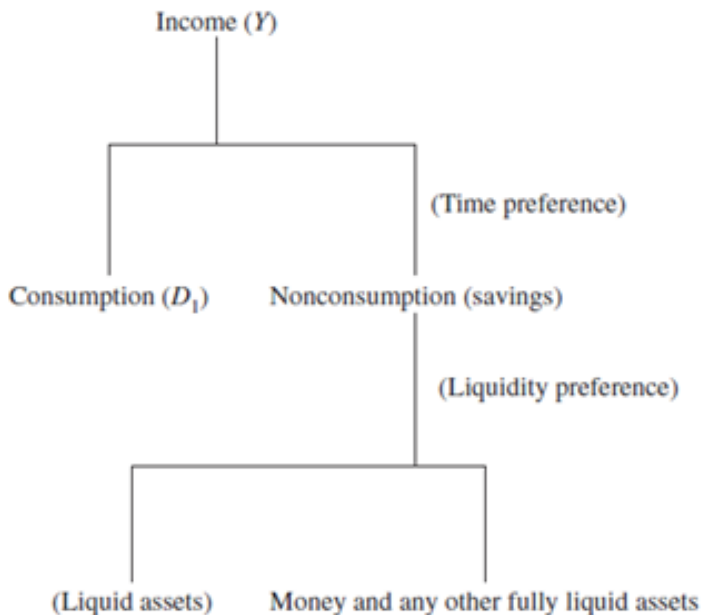 Income (Y)
(Time preference)
Consumption (D₁)
Nonconsumption (savings)
(Liquidity preference)
(Liquid assets)
Money and any other fully liquid assets